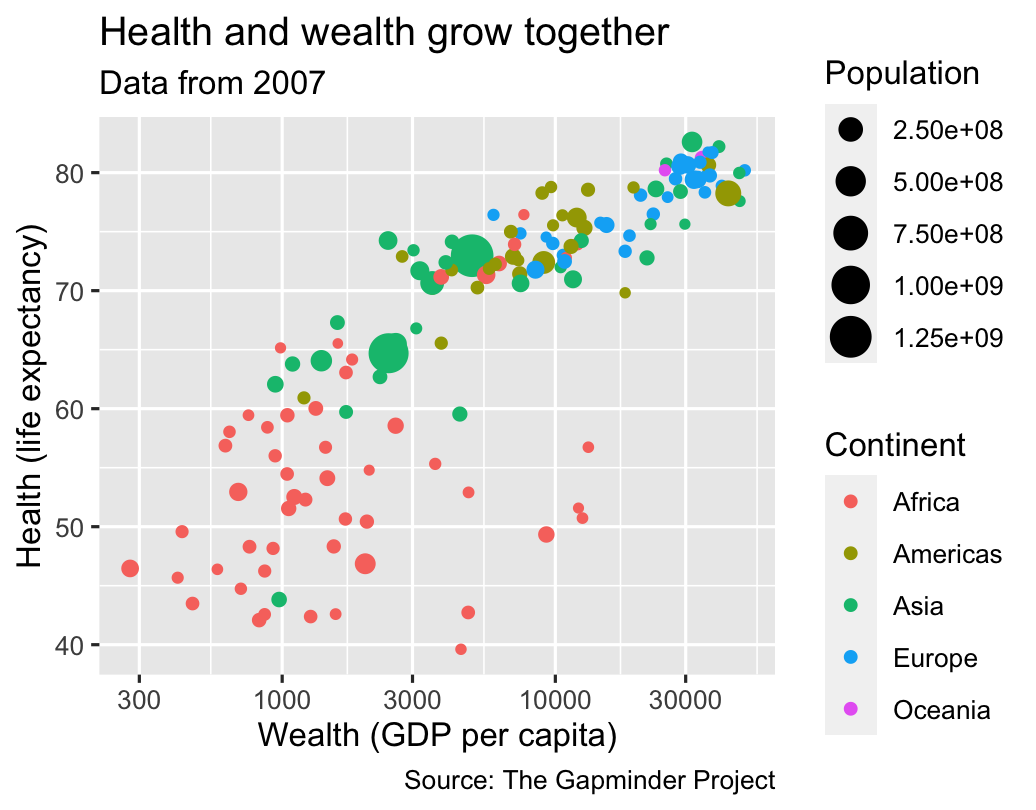 Health and wealth grow together
Data from 2007
80
70
60
50
40
Health (life expectancy)
300
1000
3000
10000
30000
Wealth (GDP per capita)
Source: The Gapminder Project
Population
2.50e+08
5.00e+08
7.50e+08
1.00e+09
1.25e+09
Continent
Africa
Americas
Asia
Europe
Oceania